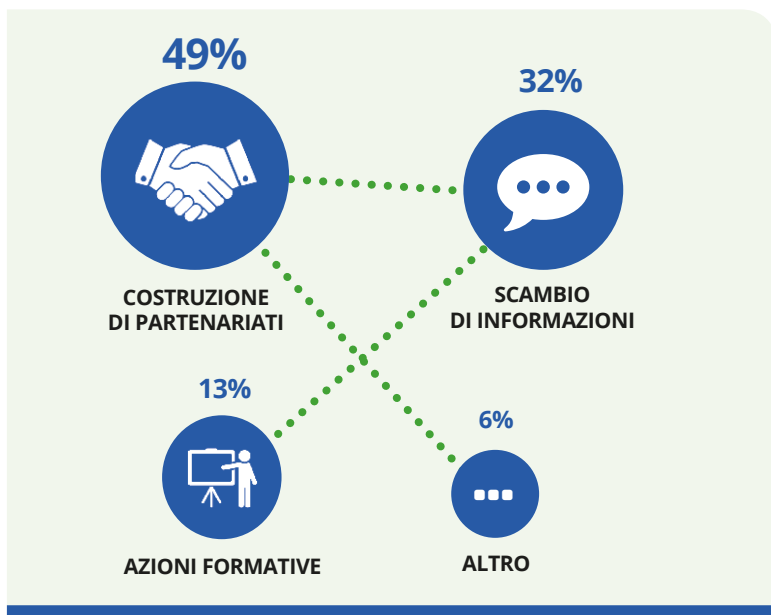 49%
COSTRUZIONE
DI PARTENARIATI
32%
SCAMBIO
DI INFORMAZIONI
13%
AZIONI FORMATIVE
6%
ALTRO